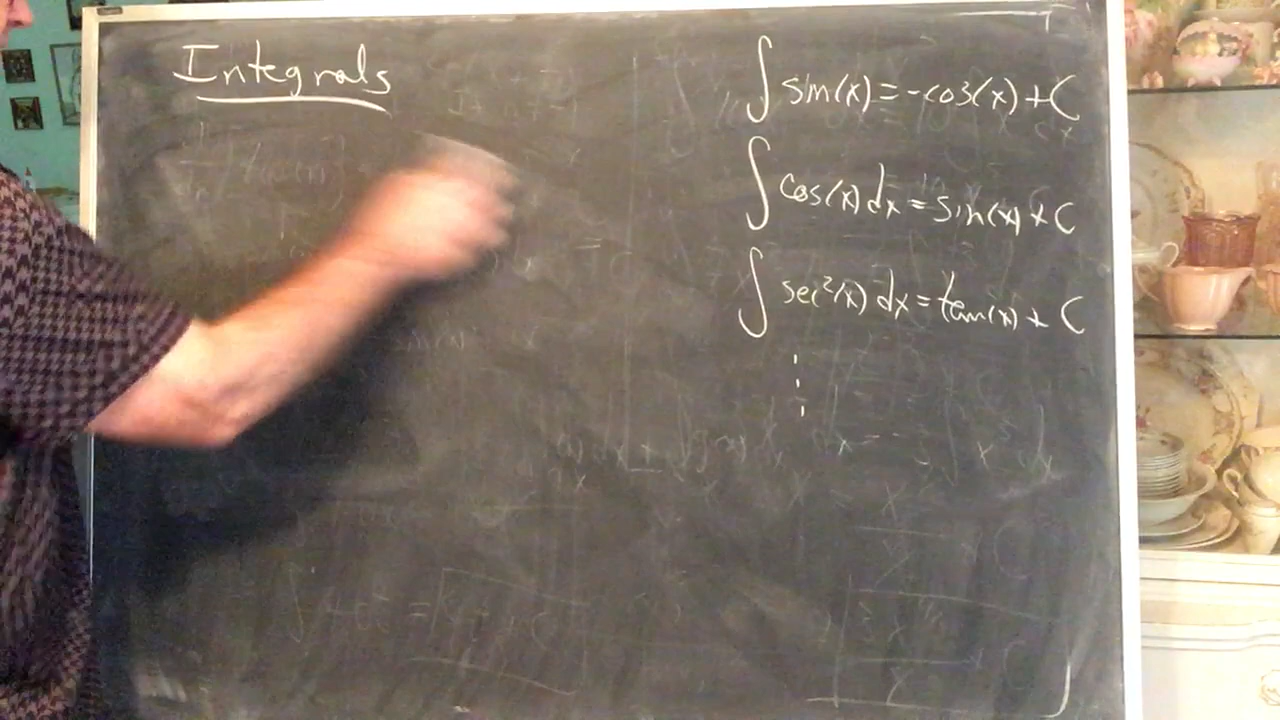 Integrals
∫ sin(x) = -cos(x) + C
∫ cos(x) dx = sin(x) + C
∫ sec²(x) dx = tan(x) + C
⋮